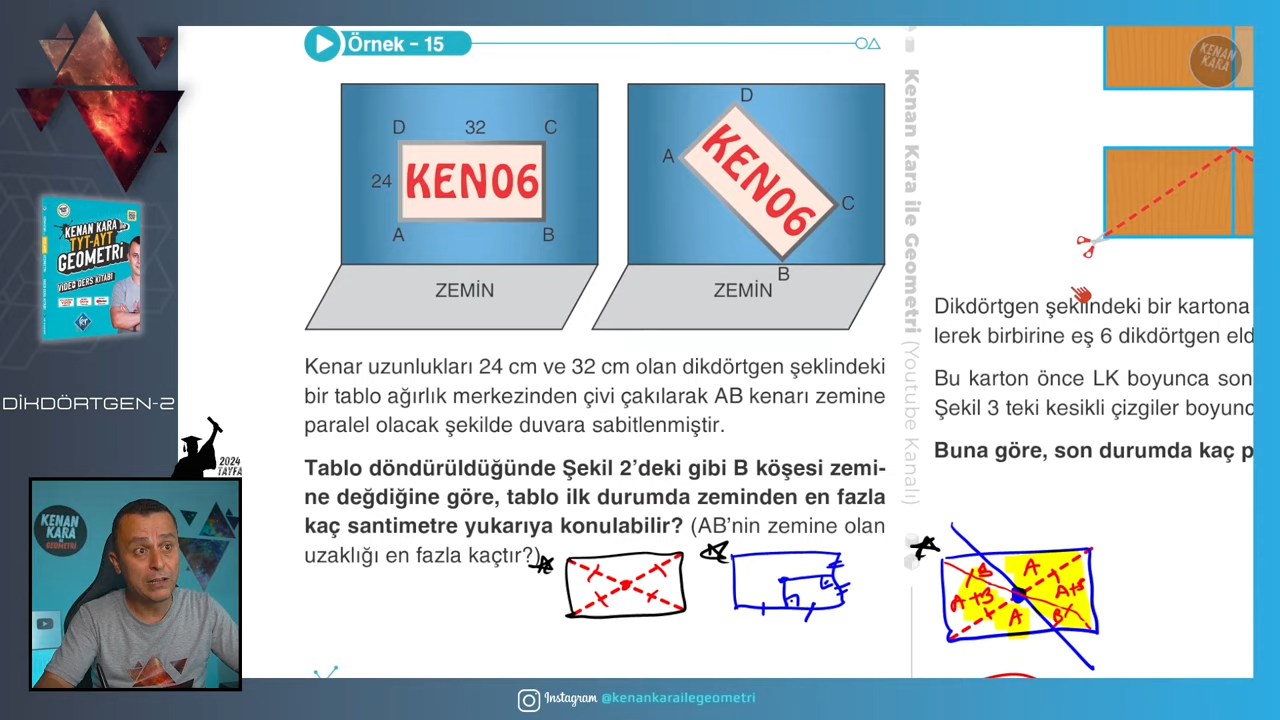 Örnek - 15
D 32 C
24 KEN06
A B
ZEMİN
D
A KEN06
C
B
ZEMİN
Kenar uzunlukları 24 cm ve 32 cm olan dikdörtgen şeklindeki
bir tablo ağırlık merkezinden çivi çakılarak AB kenarı zemine
paralel olacak şekilde duvara sabitlenmiştir.
Tablo döndürüldüğünde Şekil 2'deki gibi B köşesi zemi-
ne değdiğine göre, tablo ilk durumda zeminden en fazla
kaç santimetre yukarıya konulabilir? (AB'nin zemine olan
uzaklığı en fazla kaçtır?)
Kenan Kara ile Geometri (Youtube Kanalı)
KENAN
KARA
Dikdörtgen şeklindeki bir kartona
lerek birbirine eş 6 dikdörtgen eld
Bu karton önce LK boyunca son
Şekil 3 teki kesikli çizgiler boyunc
Buna göre, son durumda kaç p
B A
A+B A+B
A B
KENAN KARA ile
TYT-AYT
GEOMETRİ
VİDEO DERS KİTABI
DİKDÖRTGEN-2
2024
TAYFA
KENAN
KARA
ile
GEOMETRİ
Instagram @kenankarailegeometri